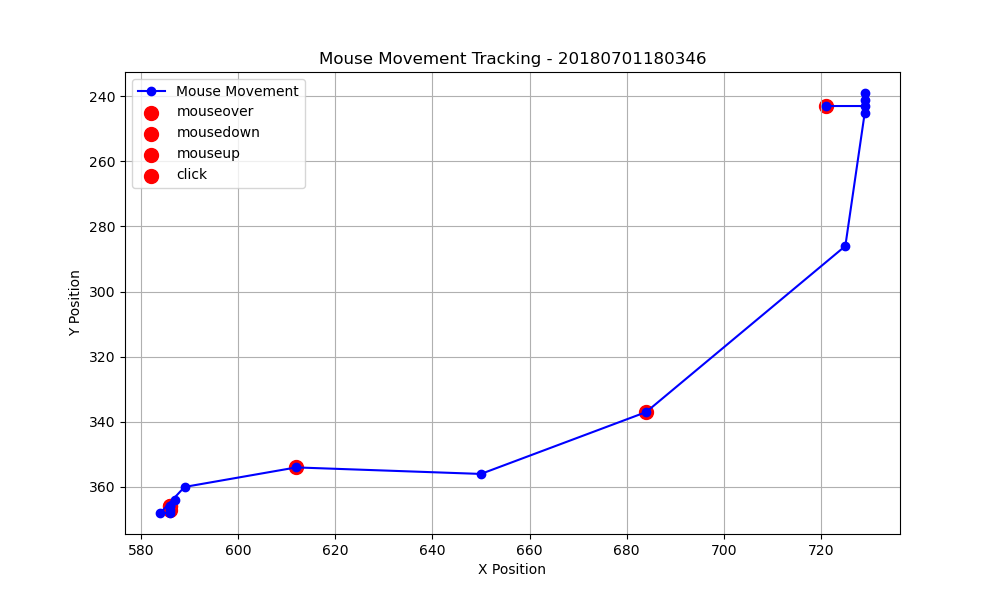 Mouse Movement Tracking - 20180701180346
Mouse Movement
mouseover
mousedown
mouseup
click
Y Position
240
260
280
300
320
340
360
580 600 620 640 660 680 700 720
X Position